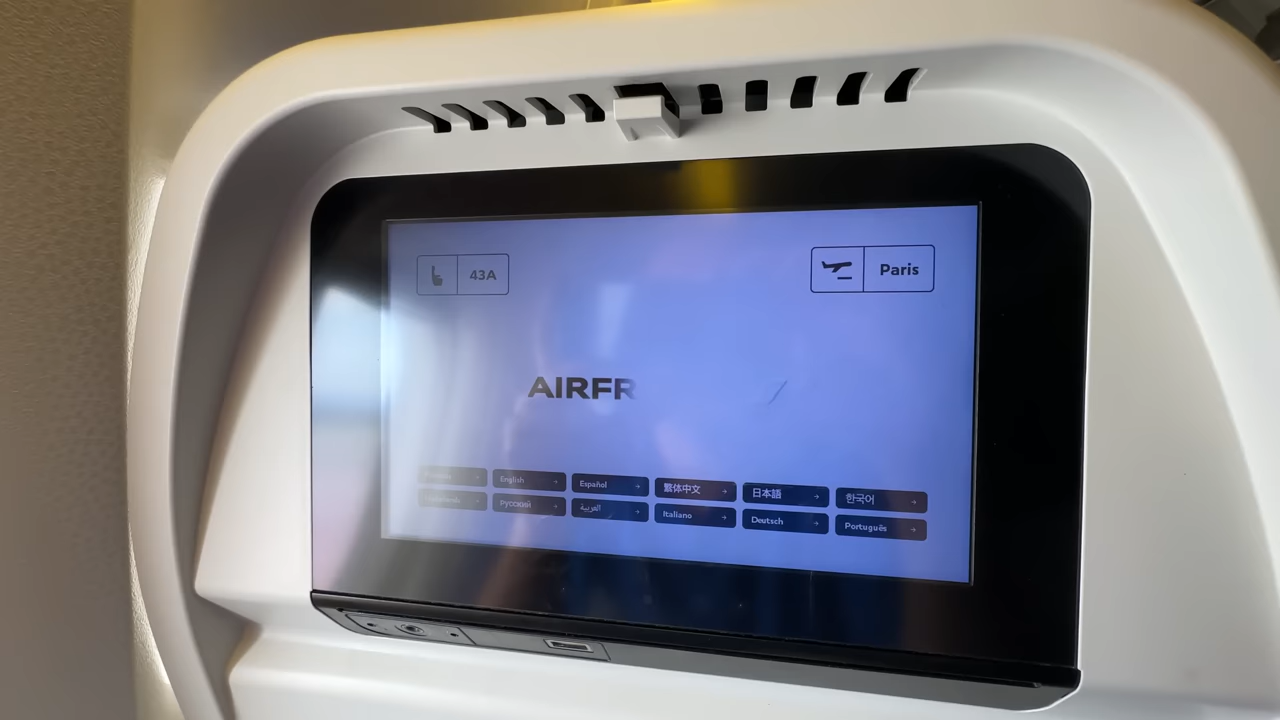 43A
Paris
AIRFR
English
Español
繁体中文
日本語
한국어
Русский
العربية
Italiano
Deutsch
Português